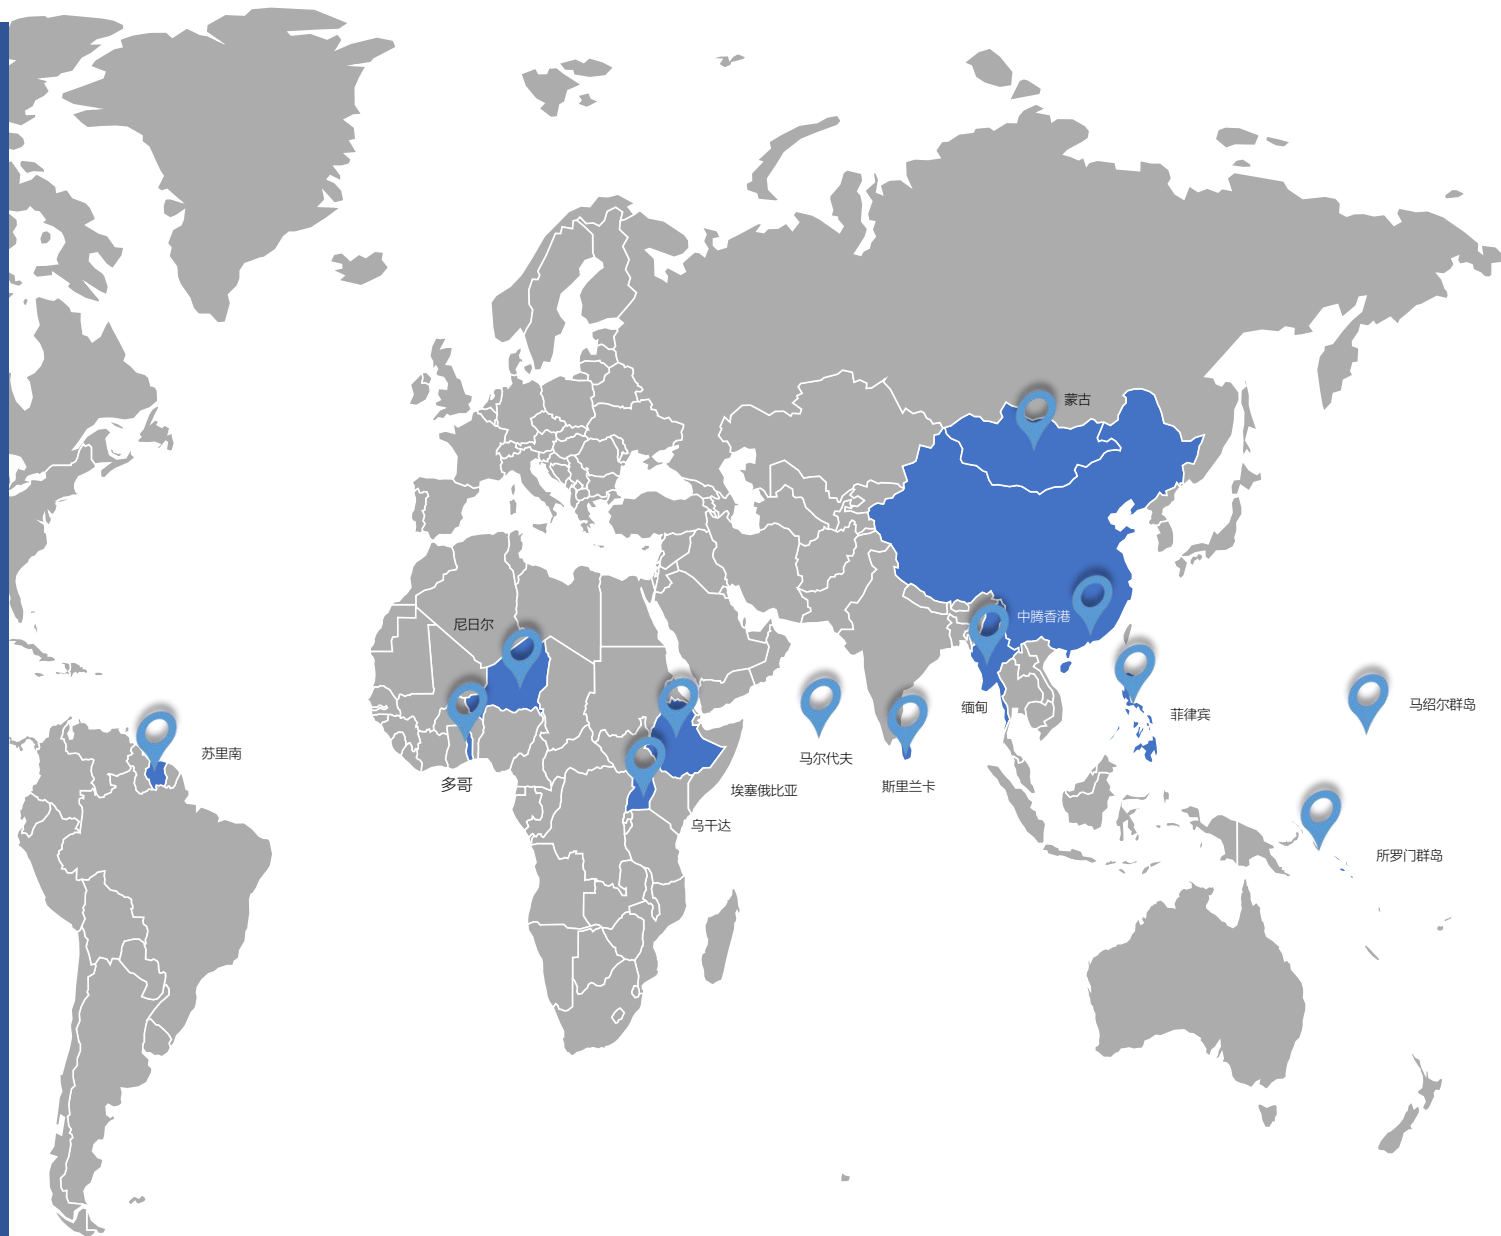 蒙古
中腾香港
尼日尔
缅甸
马绍尔群岛
菲律宾
苏里南
马尔代夫
多哥
斯里兰卡
埃塞俄比亚
乌干达
所罗门群岛